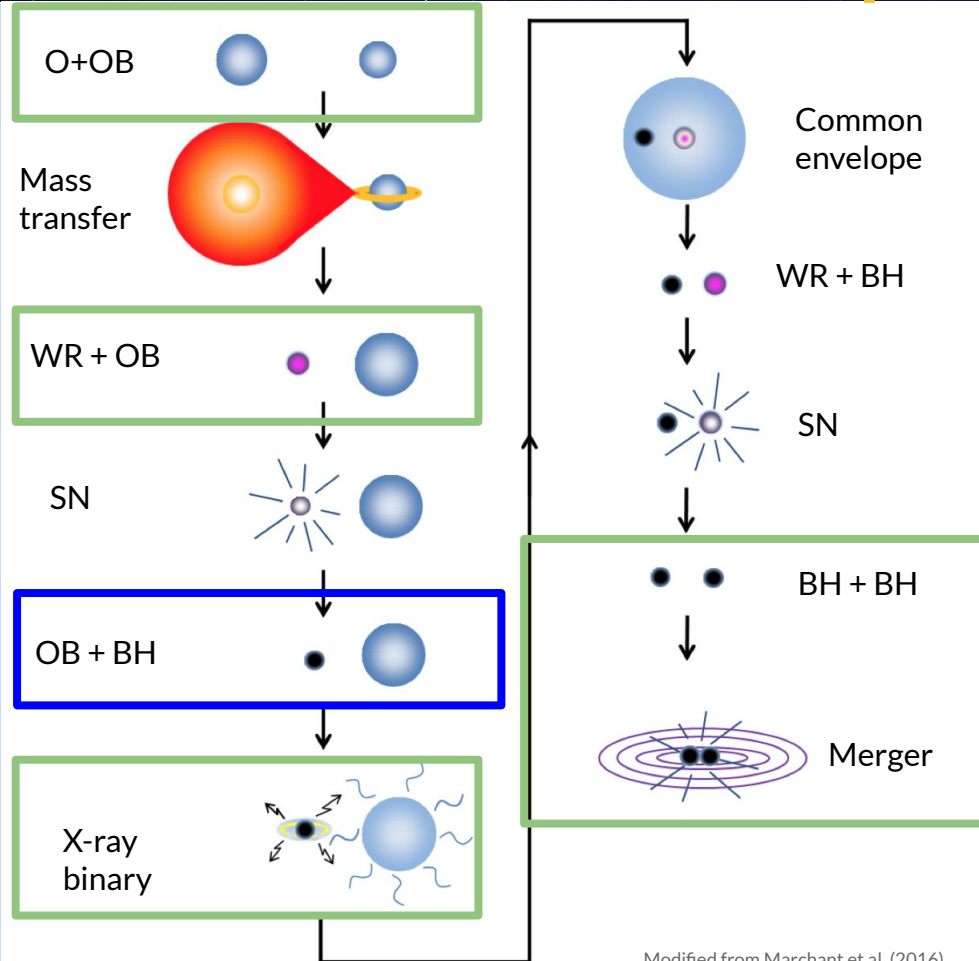 O+OB
Mass
transfer
WR + OB
SN
OB + BH
X-ray
binary
Common
envelope
WR + BH
SN
BH + BH
Merger
Modified from Marchant et al. (2016)